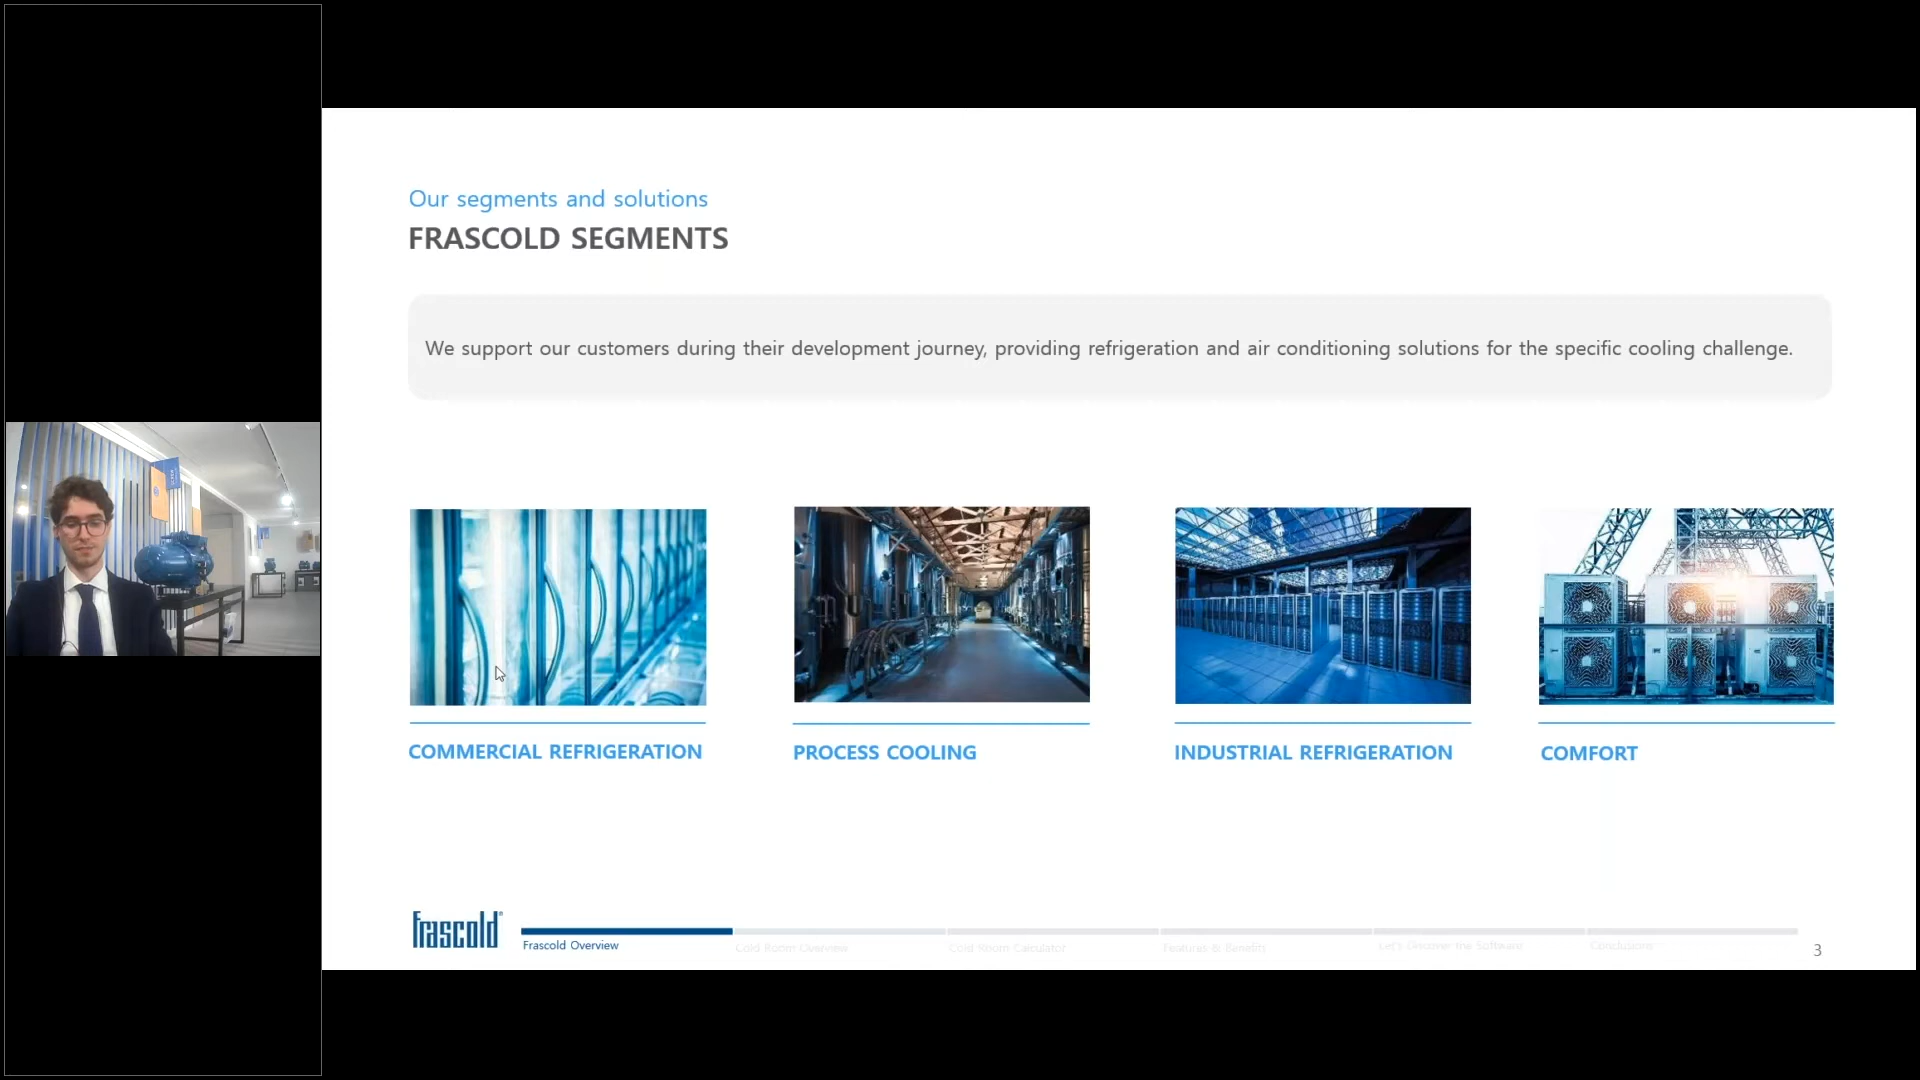 Our segments and solutions
FRASCOLD SEGMENTS
We support our customers during their development journey, providing refrigeration and air conditioning solutions for the specific cooling challenge.
COMMERCIAL REFRIGERATION
PROCESS COOLING
INDUSTRIAL REFRIGERATION
COMFORT
frascold®
Frascold Overview
Cold Room Overview
Cold Room Calculator
Features & Benefits
Let's Discover the Software
Conclusions
3